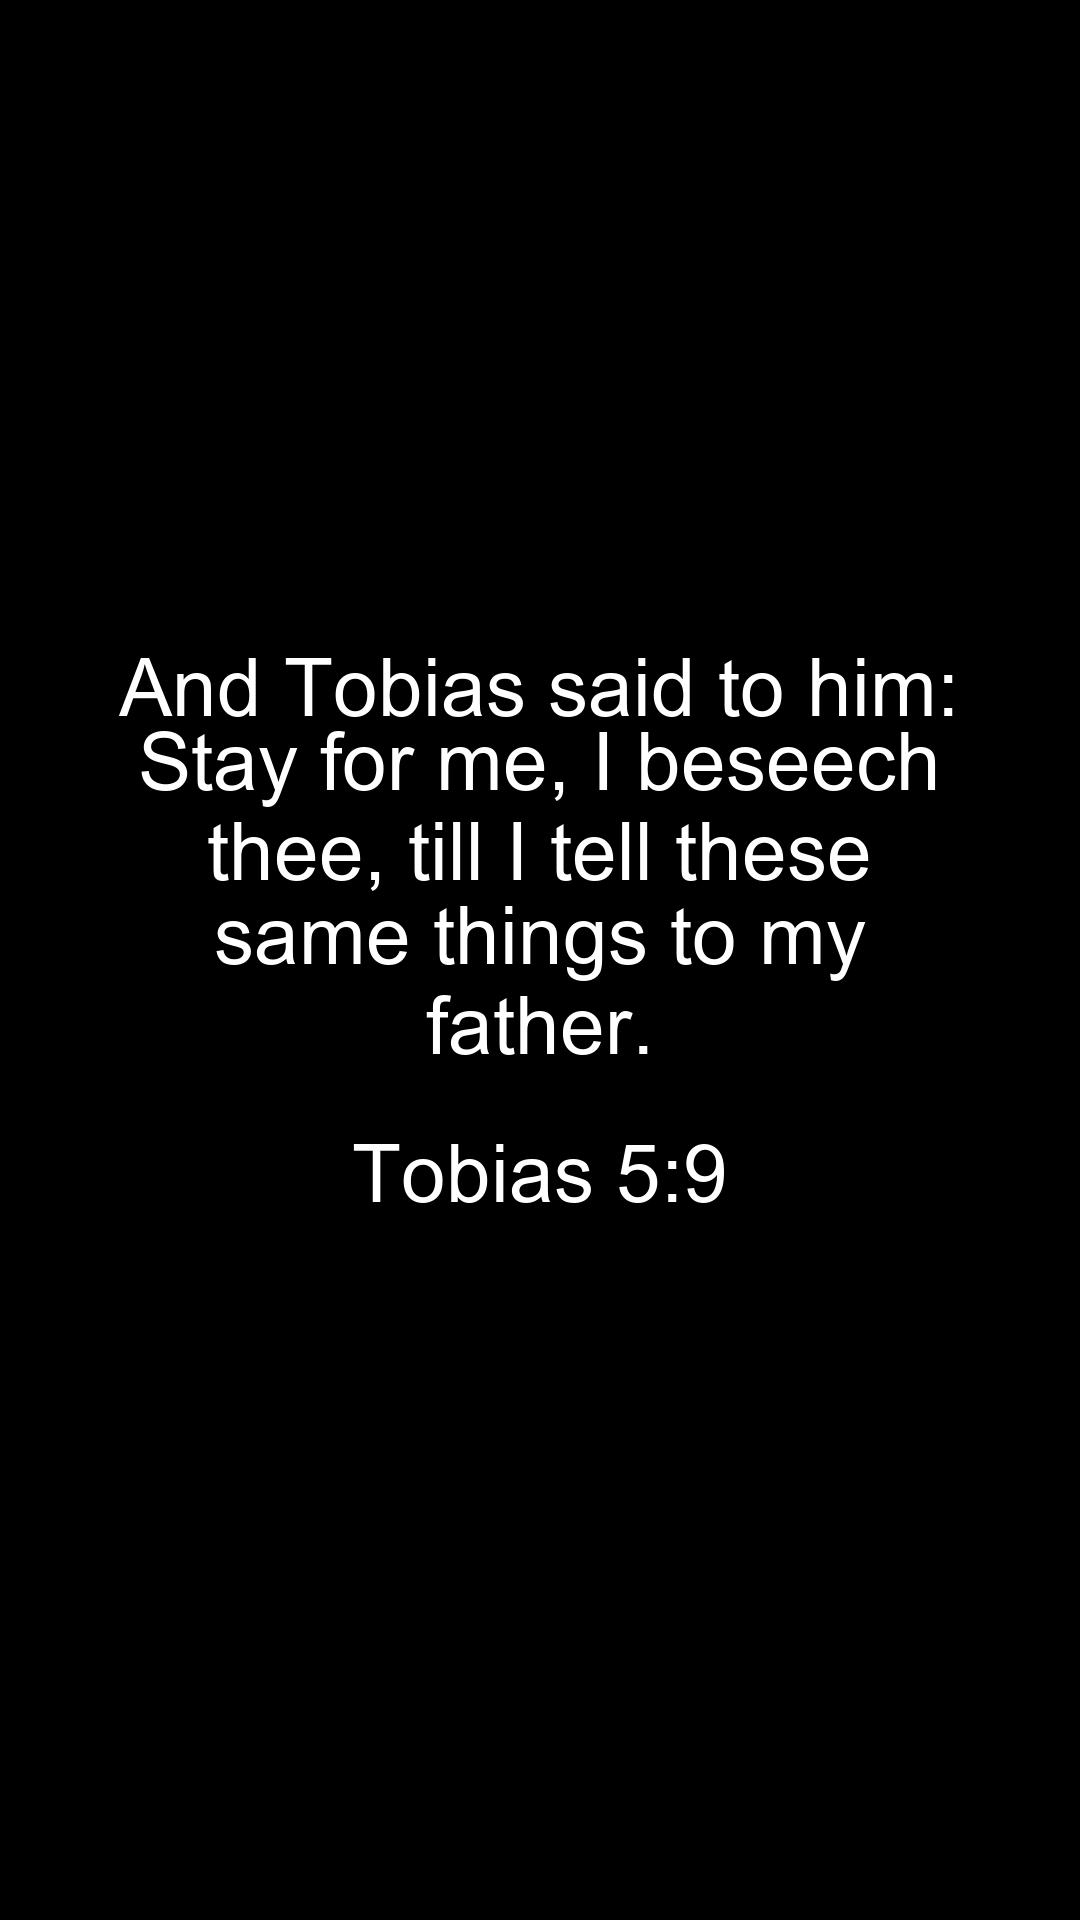 And Tobias said to him:
Stay for me, I beseech
thee, till I tell these
same things to my
father.
Tobias 5:9